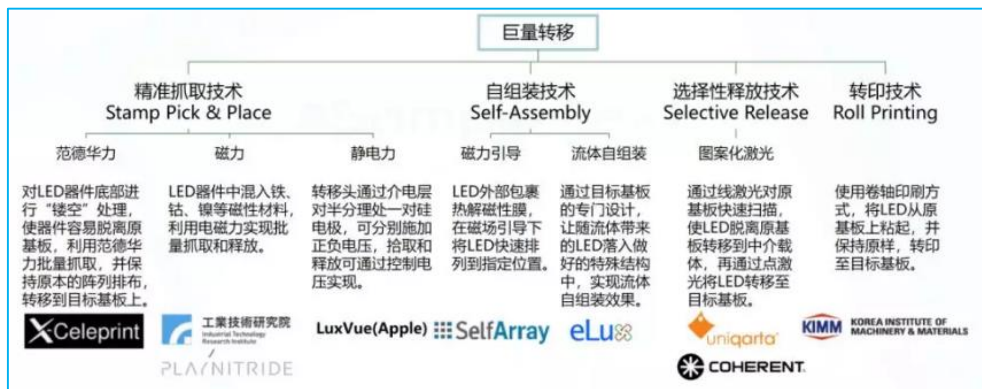 巨量转移
精准抓取技术
Stamp Pick & Place
自组装技术
Self-Assembly
选择性释放技术
Selective Release
转印技术
Roll Printing
范德华力
磁力
静电力
磁力引导
流体自组装
图案化激光
对LED器件底部进
行“镂空”处理,
使器件容易脱离原
基板，利用范德华
力批量抓取，并保
持原本的阵列排布，
转移到目标基板上。
LED器件中混入铁、
钴、镍等磁性材料，
利用电磁力实现批
量抓取和释放。
转移头通过介电层
对半分理处一对硅
电极，可分别施加
正负电压，拾取和
释放可通过控制电
压实现。
LED外部包裹
热解磁性膜，
在磁场引导下
将LED快速排
列到指定位置。
通过目标基板
的专门设计，
让随流体带来
的LED落入做
好的特殊结构
中，实现流体
自组装效果。
通过线激光对原
基板快速扫描，
使LED脱离原基
板转移到中介载
体，再通过点激
光将LED转移至
目标基板。
使用卷轴印刷方
式，将LED从原
基板上粘起，并
保持原样，转印
至目标基板。
X-Celeprint
工業技術研究院
Industrial Technology
Research Institute
PLAYNITRIDE
LuxVue(Apple)
SelfArray
eLux
uniqarta
COHERENT
KIMM
KOREA INSTITUTE OF
MACHINERY & MATERIALS